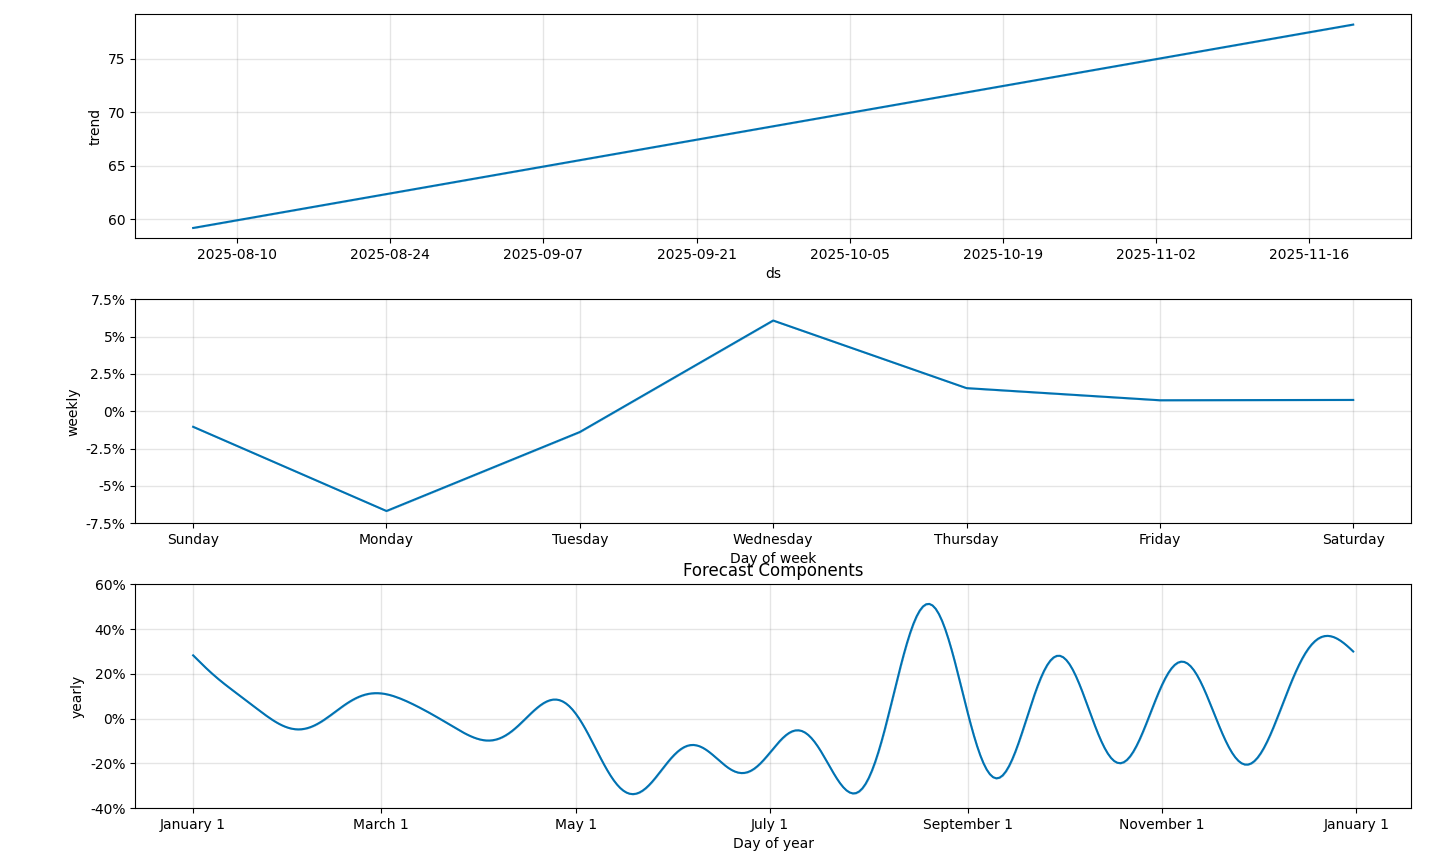 75
70
65
60
trend
2025-08-10 2025-08-24 2025-09-07 2025-09-21 2025-10-05 2025-10-19 2025-11-02 2025-11-16
ds
7.5%
5%
2.5%
0%
-2.5%
-5%
-7.5%
weekly
Sunday Monday Tuesday Wednesday Thursday Friday Saturday
Day of week
Forecast Components
60%
40%
20%
0%
-20%
-40%
yearly
January 1 March 1 May 1 July 1 September 1 November 1 January 1
Day of year